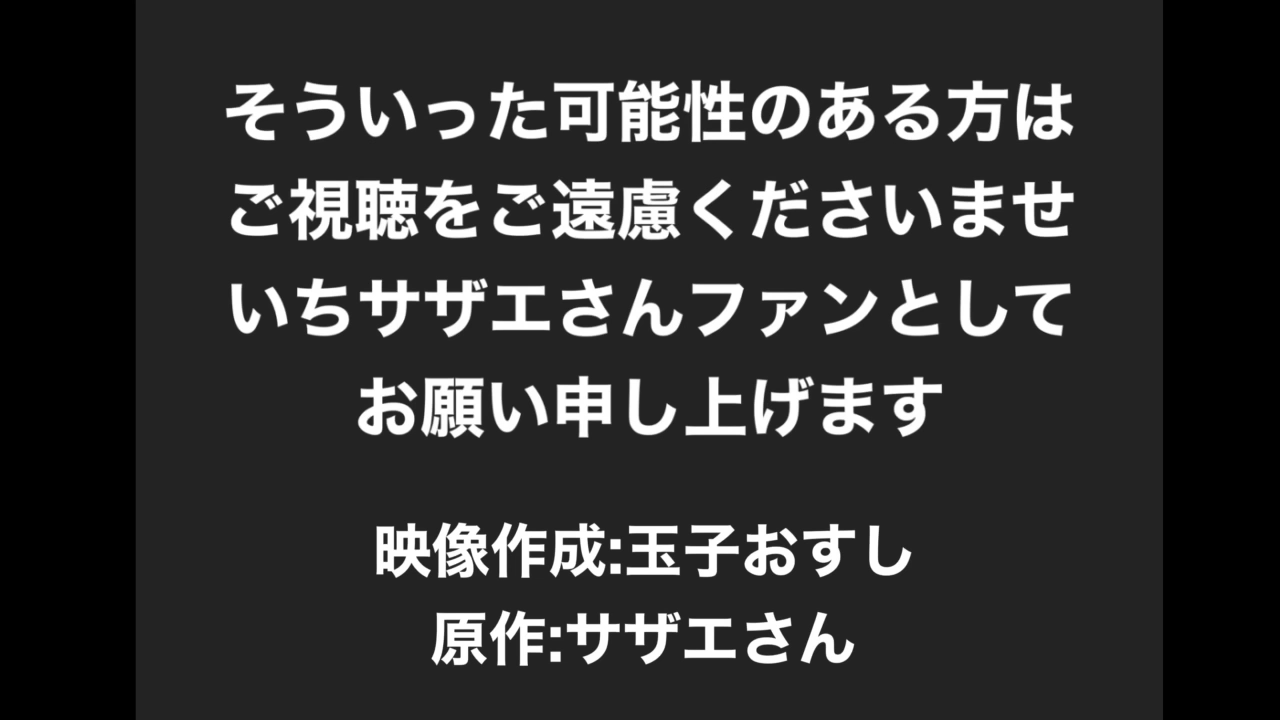 そういった可能性のある方は
ご視聴をご遠慮くださいませ
いちサザエさんファンとして
お願い申し上げます
映像作成:玉子おすし
原作:サザエさん